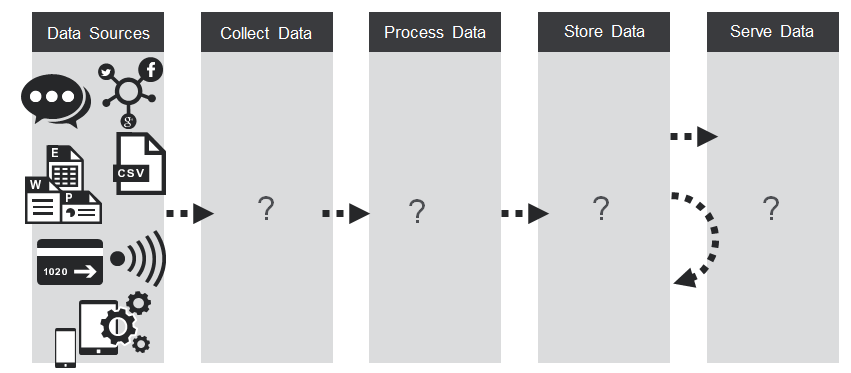 Data Sources
Collect Data
Process Data
Store Data
Serve Data
f
g
E
CSV
W
P
1020
?
?
?
?